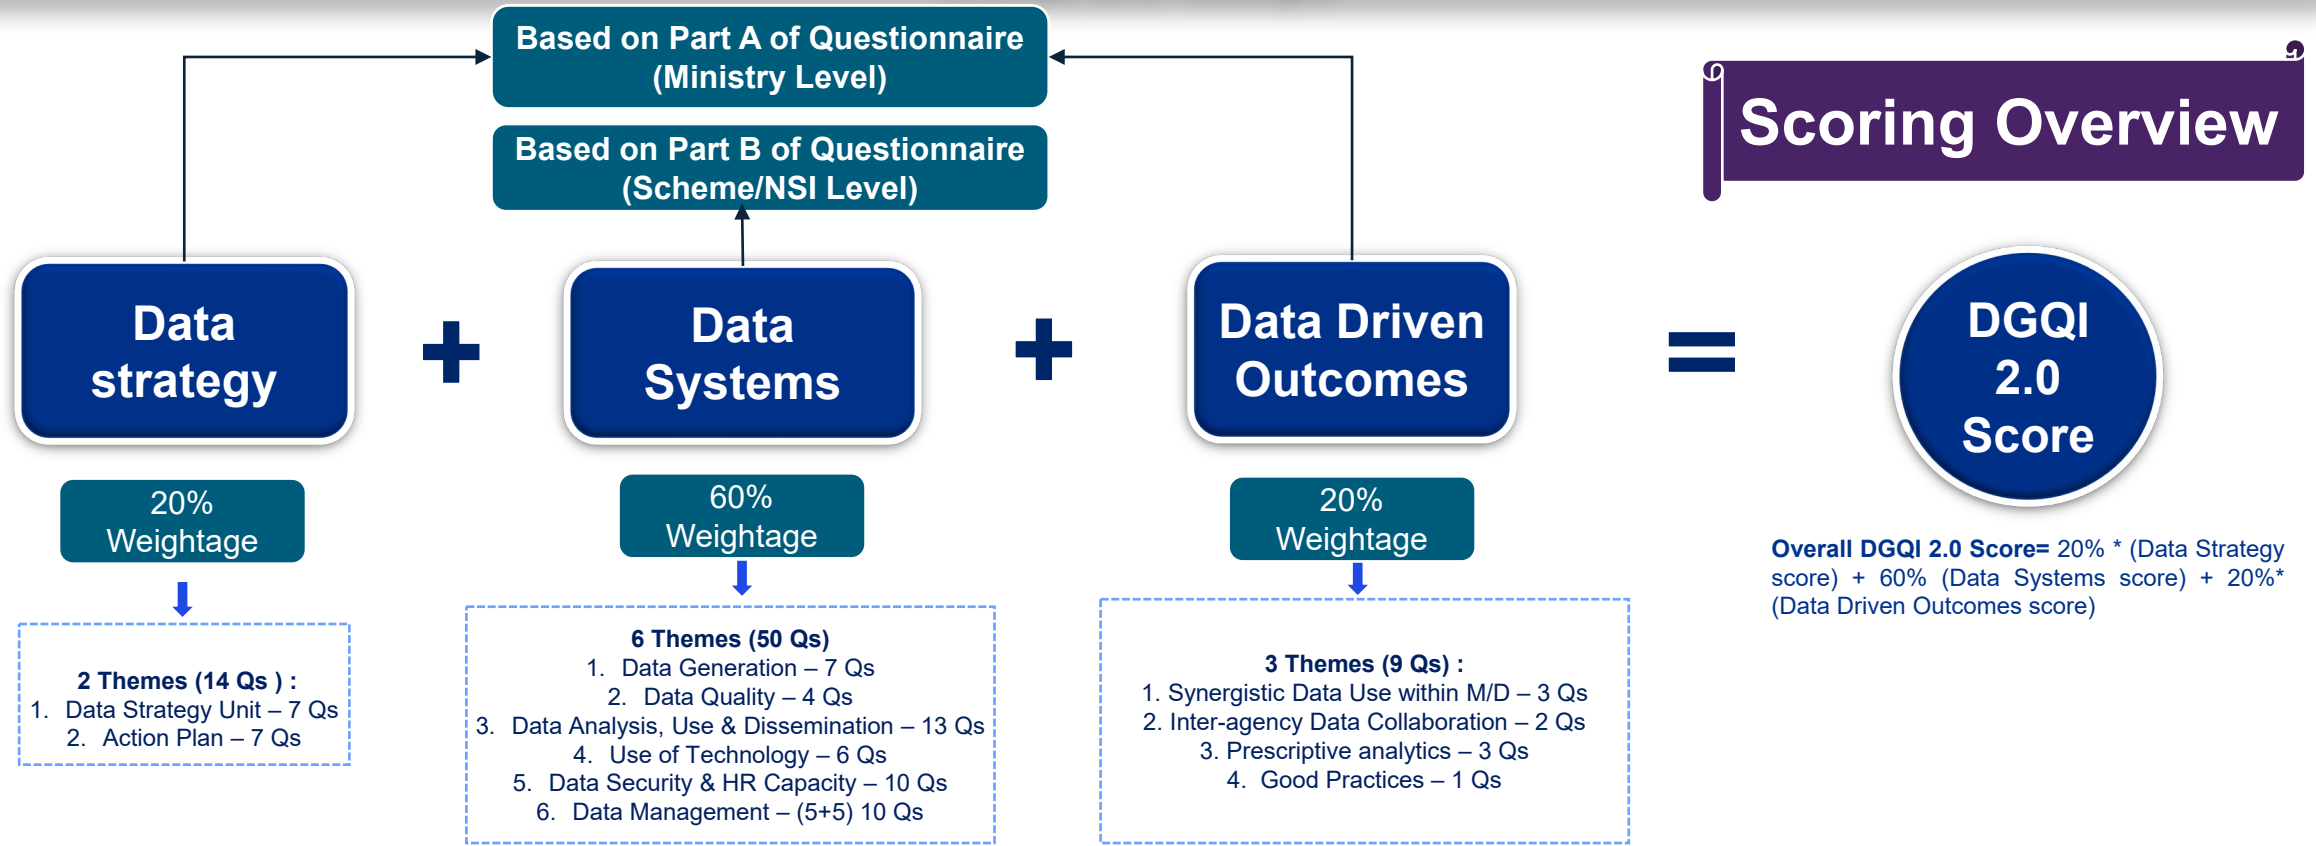 Based on Part A of Questionnaire
(Ministry Level)
Based on Part B of Questionnaire
(Scheme/NSI Level)
Scoring Overview
Data
strategy
+
Data
Systems
+
Data Driven
Outcomes
=
DGQI
2.0
Score
20%
Weightage
60%
Weightage
20%
Weightage
Overall DGQI 2.0 Score= 20% * (Data Strategy
score) + 60% (Data Systems score) + 20%*
(Data Driven Outcomes score)
2 Themes (14 Qs ) :
1. Data Strategy Unit – 7 Qs
2. Action Plan – 7 Qs
6 Themes (50 Qs)
1. Data Generation – 7 Qs
2. Data Quality – 4 Qs
3. Data Analysis, Use & Dissemination – 13 Qs
4. Use of Technology – 6 Qs
5. Data Security & HR Capacity – 10 Qs
6. Data Management – (5+5) 10 Qs
3 Themes (9 Qs) :
1. Synergistic Data Use within M/D – 3 Qs
2. Inter-agency Data Collaboration – 2 Qs
3. Prescriptive analytics – 3 Qs
4. Good Practices – 1 Qs